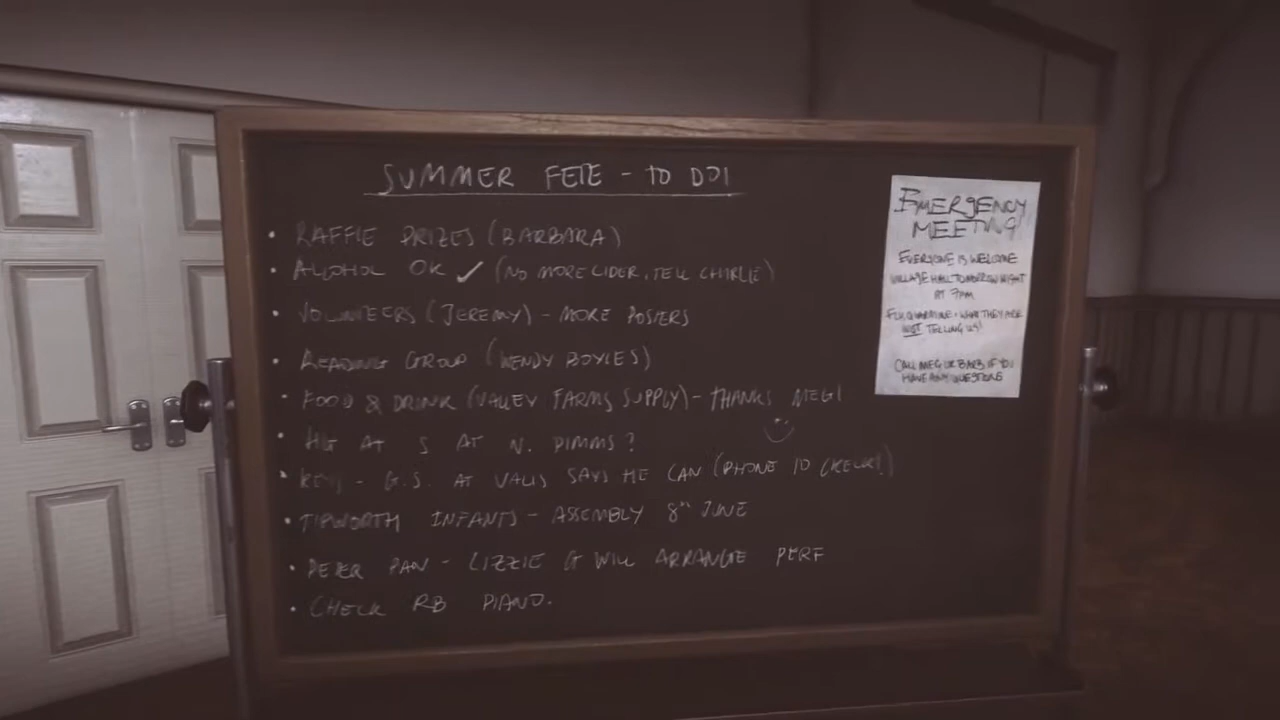 SUMMER FETE - TO DO!
• RAFFLE PRIZES (BARBARA)
• ALCOHOL OK ✓ (NO MORE CIDER, TELL CHARLIE)
• VOLUNTEERS (JEREMY) - MORE POSTERS
• READING GROUP (WENDY BOYLES)
• FOOD & DRINK (VALLEY FARMS SUPPLY) - THANKS MEG!
• AT S AT N. PIMMS?
• KEYS - G.S. AT VALIS SAYS HE CAN (PHONE TO CHECK!)
• TIPWORTH INFANTS - ASSEMBLY 8TH JUNE
• PETER PAN - LIZZIE G WILL ARRANGE PERF
• CHECK RB PIANO.
EMERGENCY
MEETING
EVERYONE IS WELCOME
VILLAGE HALL TOMORROW NIGHT
AT 7PM
FLU QUARANTINE - WHAT THEY ARE
NOT TELLING US!
CALL MEG OR BARB IF YOU
HAVE ANY QUESTIONS